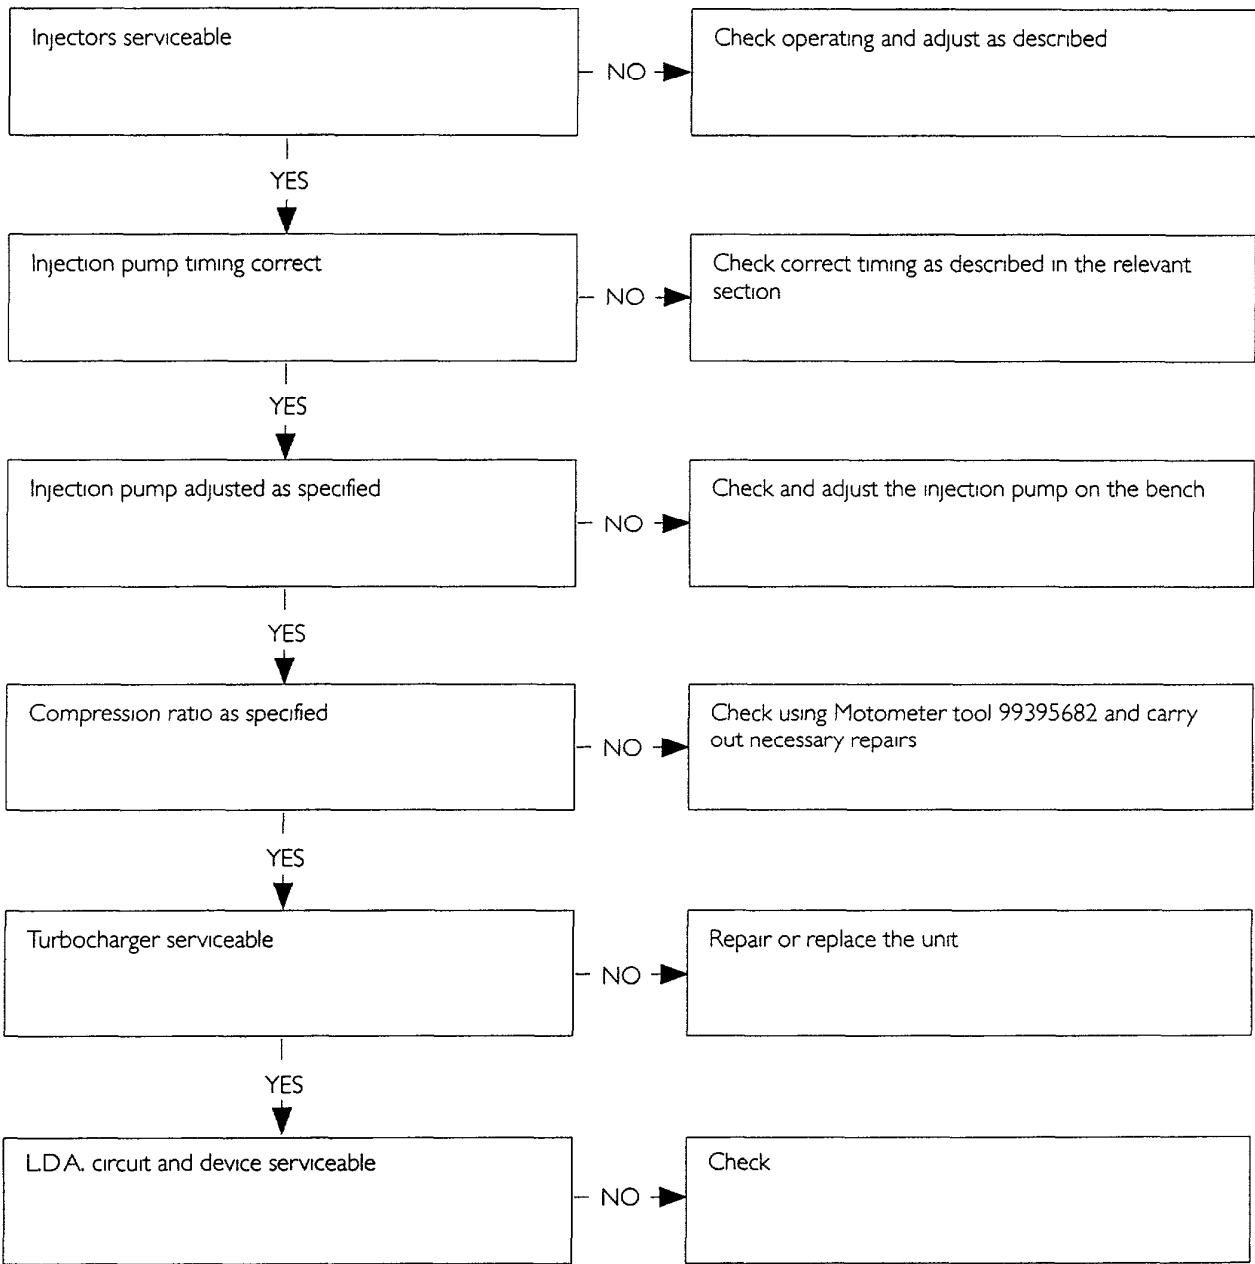 Injectors serviceable
NO
Check operating and adjust as described
YES
Injection pump timing correct
NO
Check correct timing as described in the relevant
section
YES
Injection pump adjusted as specified
NO
Check and adjust the injection pump on the bench
YES
Compression ratio as specified
NO
Check using Motometer tool 99395682 and carry
out necessary repairs
YES
Turbocharger serviceable
NO
Repair or replace the unit
YES
L.D.A. circuit and device serviceable
NO
Check